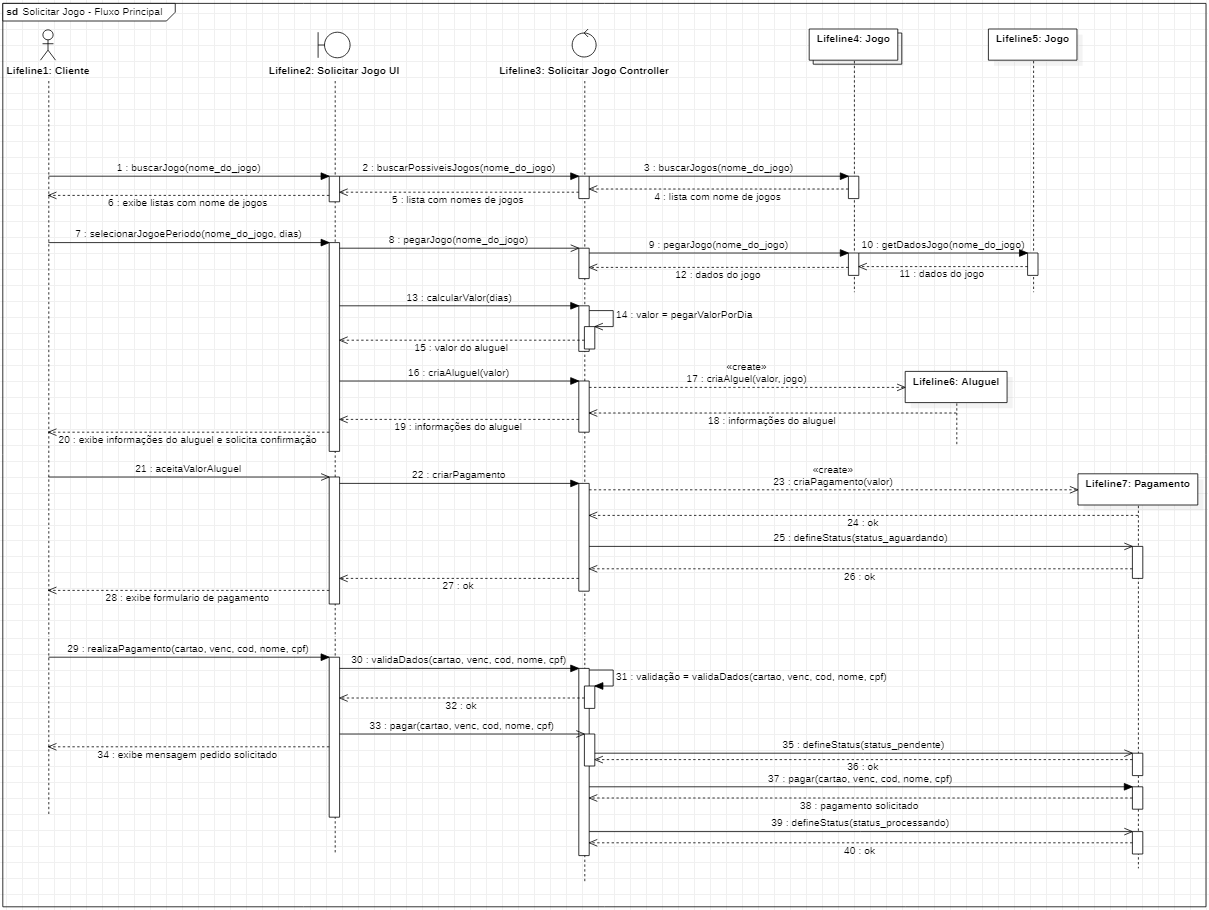 sd Solicitar Jogo - Fluxo Principal
Lifeline1: Cliente
Lifeline2: Solicitar Jogo UI
Lifeline3: Solicitar Jogo Controller
Lifeline4: Jogo
Lifeline5: Jogo
1 : buscarJogo(nome_do_jogo)
2 : buscarPossiveisJogos(nome_do_jogo)
3 : buscarJogos(nome_do_jogo)
4 : lista com nome de jogos
5 : lista com nomes de jogos
6 : exibe listas com nome de jogos
7 : selecionarJogoePeriodo(nome_do_jogo, dias)
8 : pegarJogo(nome_do_jogo)
9 : pegarJogo(nome_do_jogo)
10 : getDadosJogo(nome_do_jogo)
11 : dados do jogo
12 : dados do jogo
13 : calcularValor(dias)
14 : valor = pegarValorPorDia
15 : valor do aluguel
16 : criaAluguel(valor)
«create»
17 : criaAlguel(valor, jogo)
Lifeline6: Aluguel
18 : informações do aluguel
19 : informações do aluguel
20 : exibe informações do aluguel e solicita confirmação
21 : aceitaValorAluguel
22 : criarPagamento
«create»
23 : criaPagamento(valor)
Lifeline7: Pagamento
24 : ok
25 : defineStatus(status_aguardando)
26 : ok
27 : ok
28 : exibe formulario de pagamento
29 : realizaPagamento(cartao, venc, cod, nome, cpf)
30 : validaDados(cartao, venc, cod, nome, cpf)
31 : validação = validaDados(cartao, venc, cod, nome, cpf)
32 : ok
33 : pagar(cartao, venc, cod, nome, cpf)
34 : exibe mensagem pedido solicitado
35 : defineStatus(status_pendente)
36 : ok
37 : pagar(cartao, venc, cod, nome, cpf)
38 : pagamento solicitado
39 : defineStatus(status_processando)
40 : ok